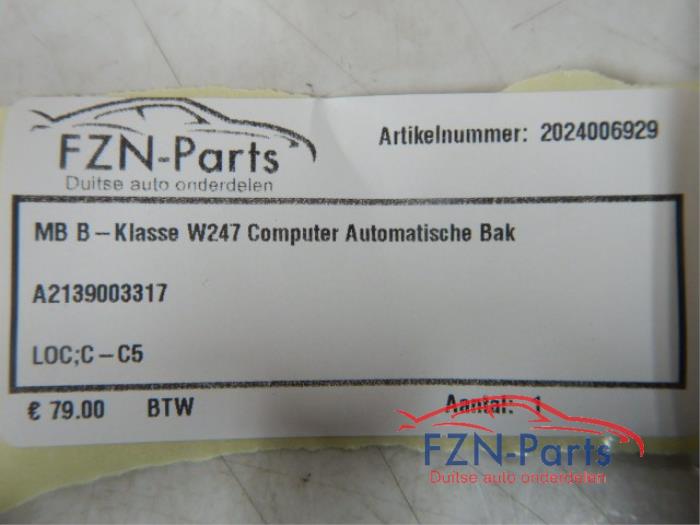 FZN-Parts
Duitse auto onderdelen
Artikelnummer: 2024006929
MB B-Klasse W247 Computer Automatische Bak
A2139003317
LOC;C-C5
€ 79.00 BTW Aantal: 1
FZN-Parts
Duitse auto onderdelen